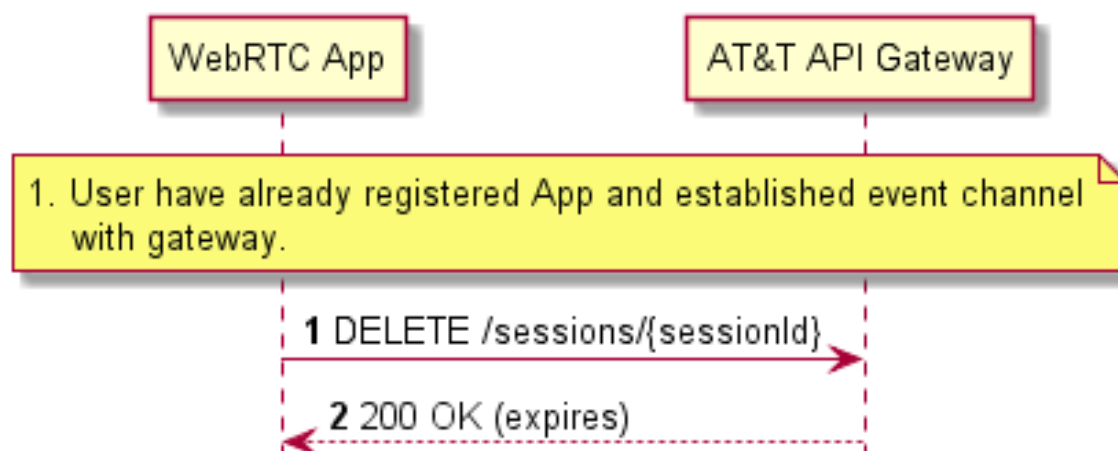 WebRTC App
AT&T API Gateway
1. User have already registered App and established event channel
with gateway.
1 DELETE /sessions/{sessionId}
2 200 OK (expires)